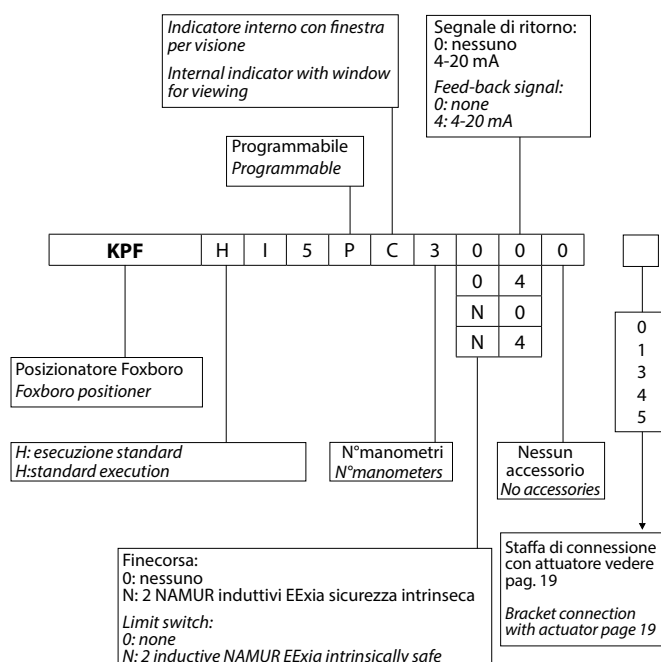 Indicatore interno con finestra
per visione
Internal indicator with window
for viewing
Segnale di ritorno:
0: nessuno
4-20 mA
Feed-back signal:
0: none
4: 4-20 mA
Programmabile
Programmable
KPF H I 5 P C 3 0 0 0
0 4
N 0
N 4
0
1
3
4
5
Posizionatore Foxboro
Foxboro positioner
H: esecuzione standard
H:standard execution
N°manometri
N°manometers
Nessun
accessorio
No accessories
Finecorsa:
0: nessuno
N: 2 NAMUR induttivi EExia sicurezza intrinseca
Limit switch:
0: none
N: 2 inductive NAMUR EExia intrinsically safe
Staffa di connessione
con attuatore vedere
pag. 19
Bracket connection
with actuator page 19